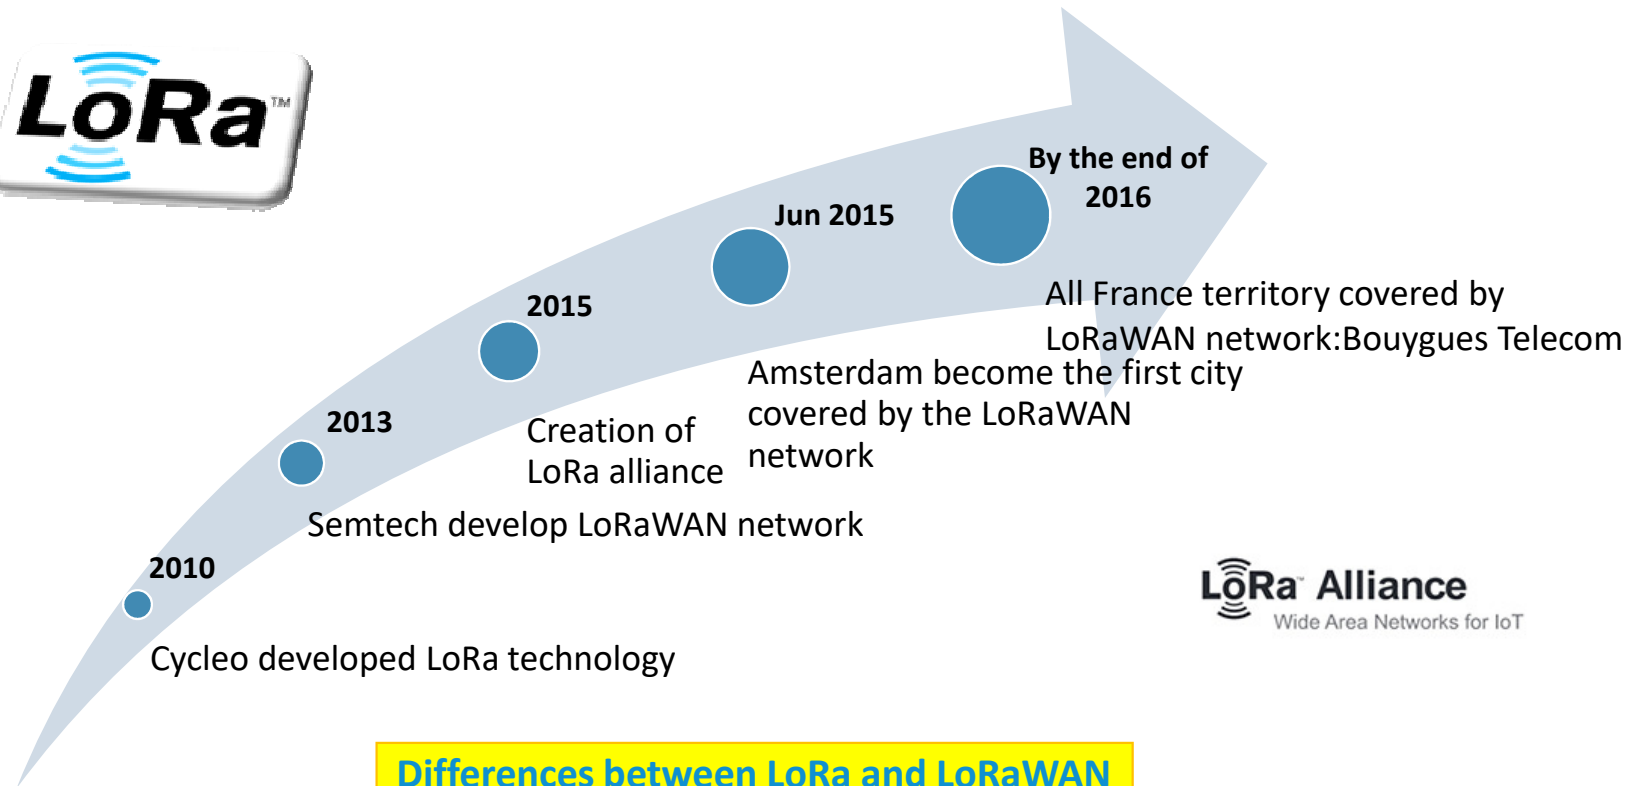 LoRa™
By the end of
2016
Jun 2015
All France territory covered by
LoRaWAN network:Bouygues Telecom
2015
Amsterdam become the first city
covered by the LoRaWAN
network
2013
Creation of
LoRa alliance
Semtech develop LoRaWAN network
2010
LoRa™ Alliance
Wide Area Networks for IoT
Cycleo developed LoRa technology
Differences between LoRa and LoRaWAN